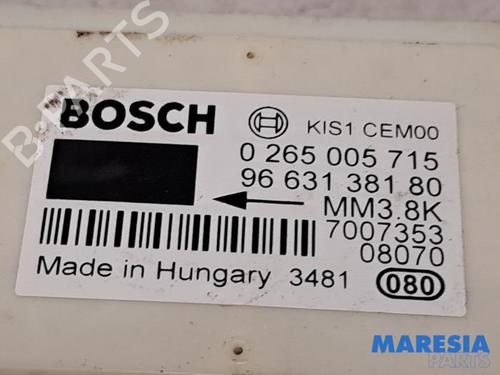 BOSCH KIS1 CEM00
0 265 005 715
96 631 381 80
MM3.8K
7007353
08070
Made in Hungary 3481 080
B-PARTS
MARESIA
PARTS